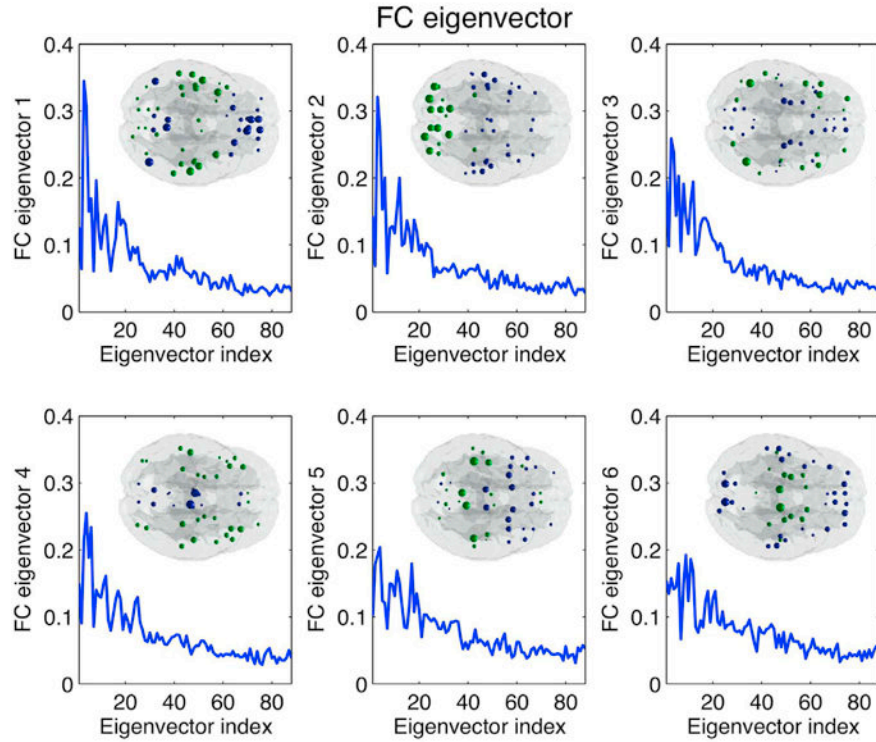 FC eigenvector
0.4
0.3
0.2
0.1
0
FC eigenvector 1
20 40 60 80
Eigenvector index
0.4
0.3
0.2
0.1
0
FC eigenvector 2
20 40 60 80
Eigenvector index
0.4
0.3
0.2
0.1
0
FC eigenvector 3
20 40 60 80
Eigenvector index
0.4
0.3
0.2
0.1
0
FC eigenvector 4
20 40 60 80
Eigenvector index
0.4
0.3
0.2
0.1
0
FC eigenvector 5
20 40 60 80
Eigenvector index
0.4
0.3
0.2
0.1
0
FC eigenvector 6
20 40 60 80
Eigenvector index